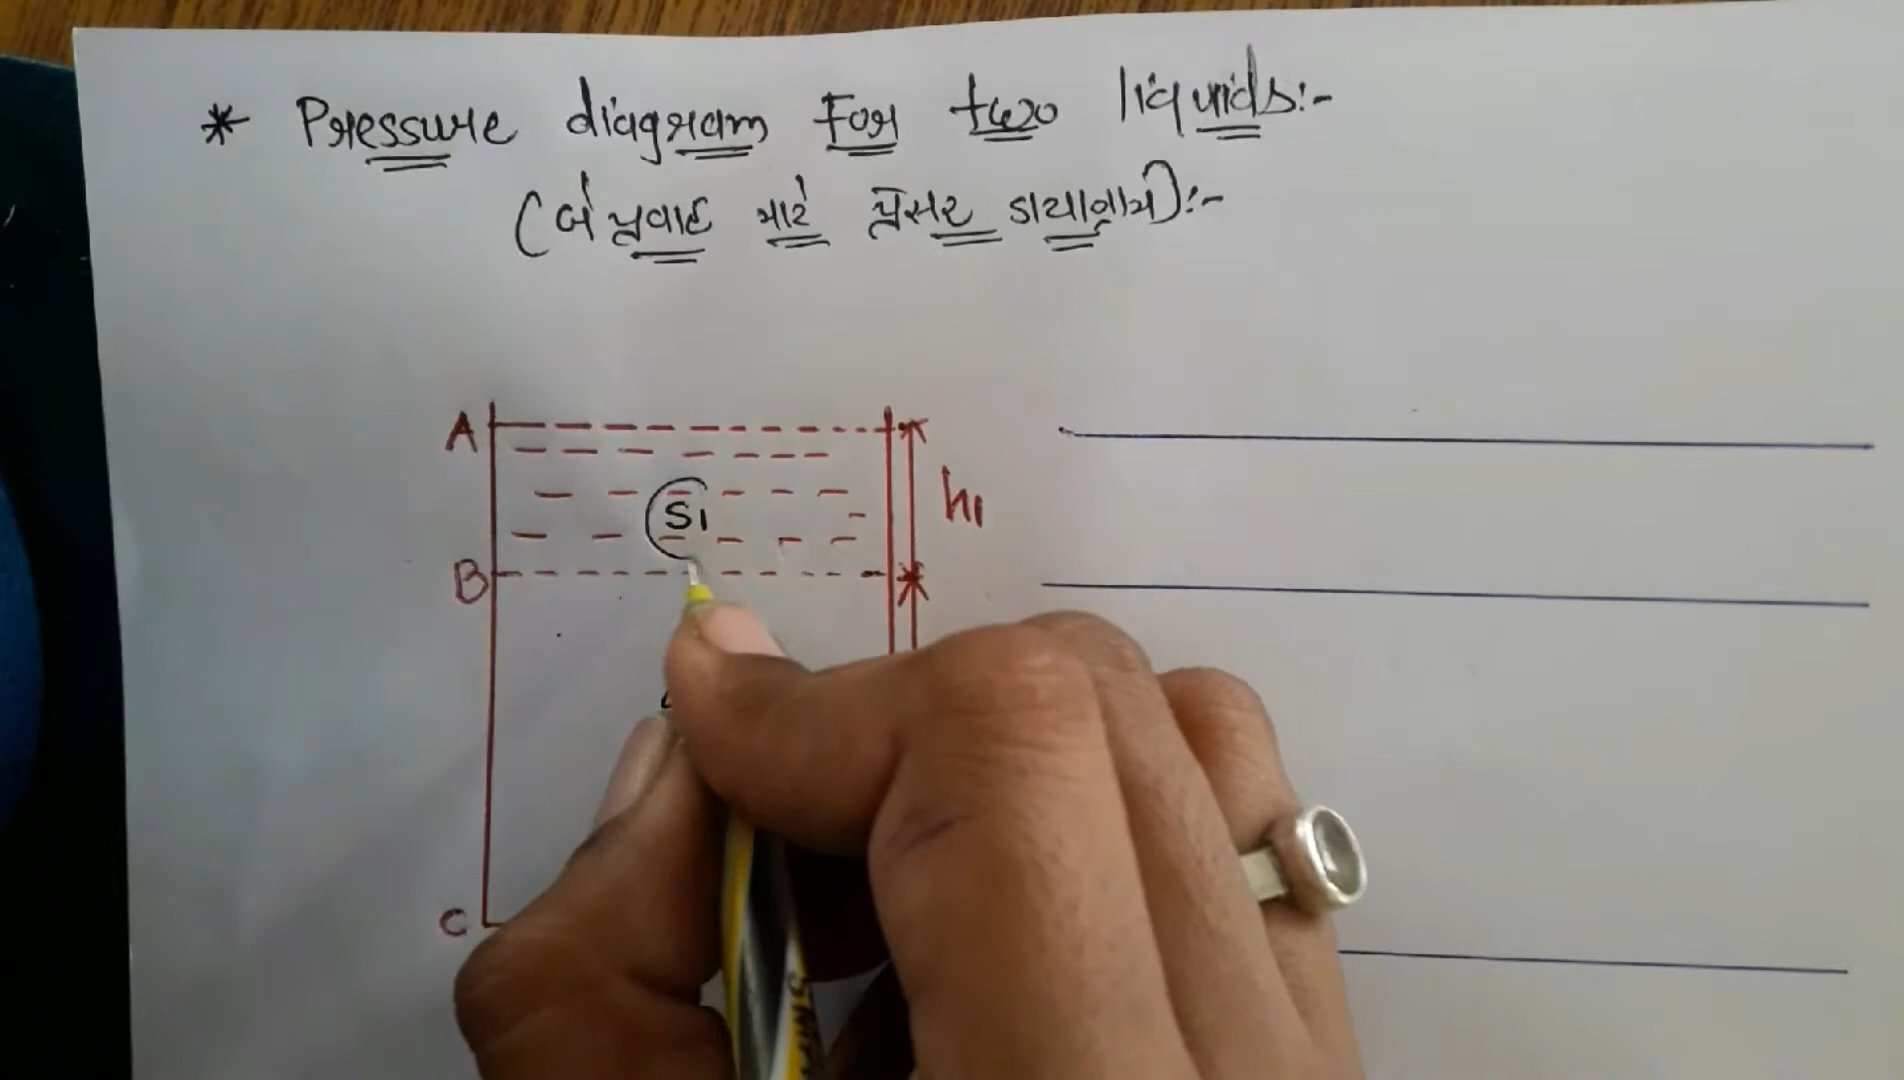 * Pressure diagram For two liquids:-
(બે પ્રવાહ માટે પ્રેસર ડાયાગ્રામ):-
A
S1
h1
B
C